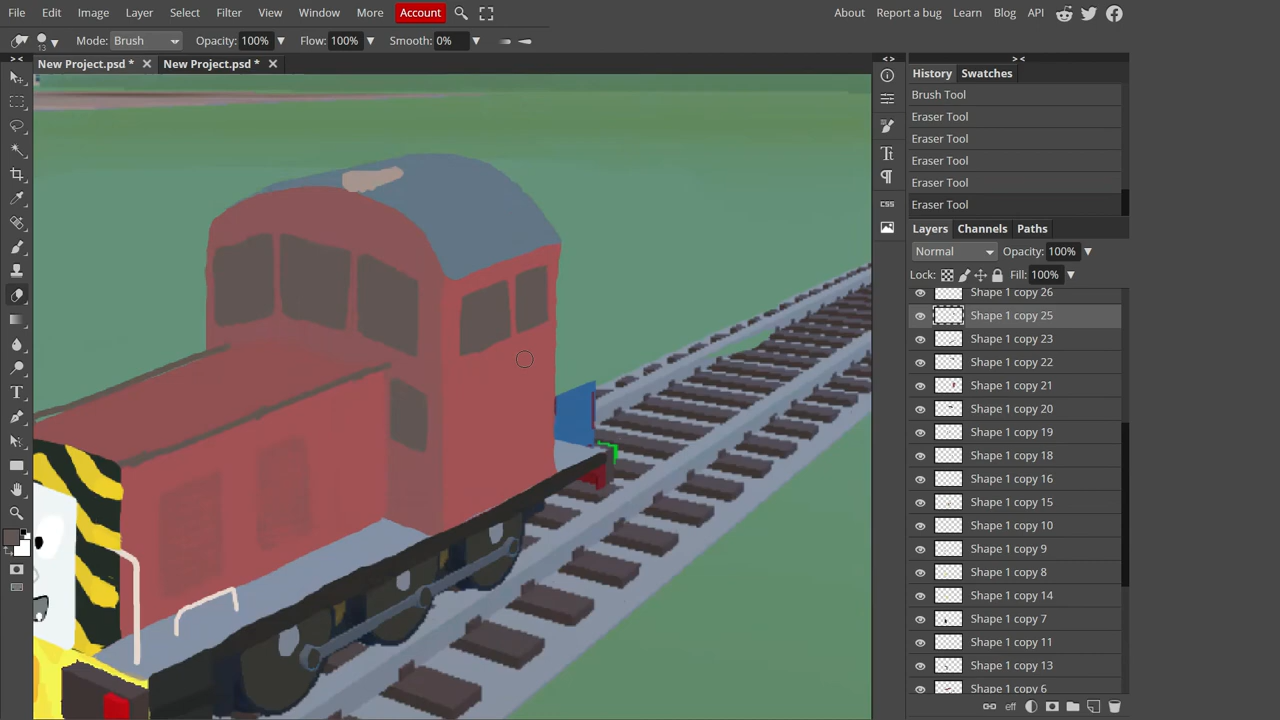 File Edit Image Layer Select Filter View Window More Account About Report a bug Learn Blog API
13 Mode: Brush Opacity: 100% Flow: 100% Smooth: 0%
> < New Project.psd * New Project.psd * < > > <
History Swatches
Brush Tool
Eraser Tool
Eraser Tool
Eraser Tool
Eraser Tool
Eraser Tool
CSS
Layers Channels Paths
Normal Opacity: 100%
Lock: Fill: 100%
Shape 1 copy 26
Shape 1 copy 25
Shape 1 copy 23
Shape 1 copy 22
Shape 1 copy 21
Shape 1 copy 20
Shape 1 copy 19
Shape 1 copy 18
Shape 1 copy 16
Shape 1 copy 15
Shape 1 copy 10
Shape 1 copy 9
Shape 1 copy 8
Shape 1 copy 14
Shape 1 copy 7
Shape 1 copy 11
Shape 1 copy 13
Shape 1 copy 6
eff